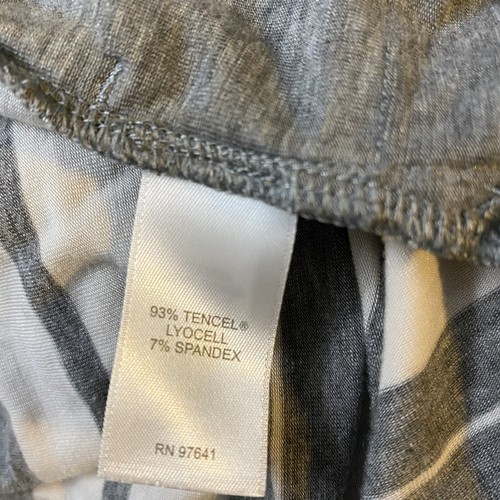 93% TENCEL®
LYOCELL
7% SPANDEX
RN 97641